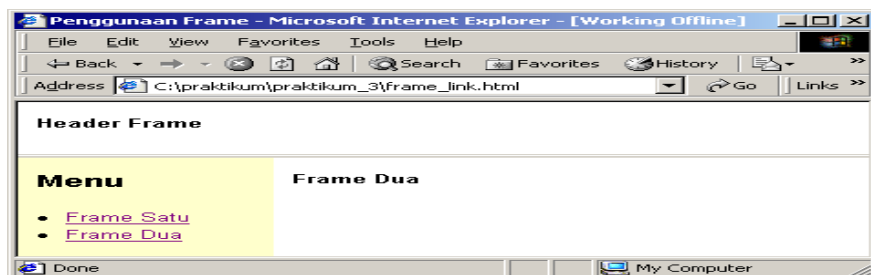 Penggunaan Frame - Microsoft Internet Explorer - [Working Offline]
File Edit View Favorites Tools Help
Back Search Favorites History
Address C:\praktikum\praktikum_3\frame_link.html Go Links
Header Frame
Menu
Frame Satu
Frame Dua
Frame Dua
Done My Computer